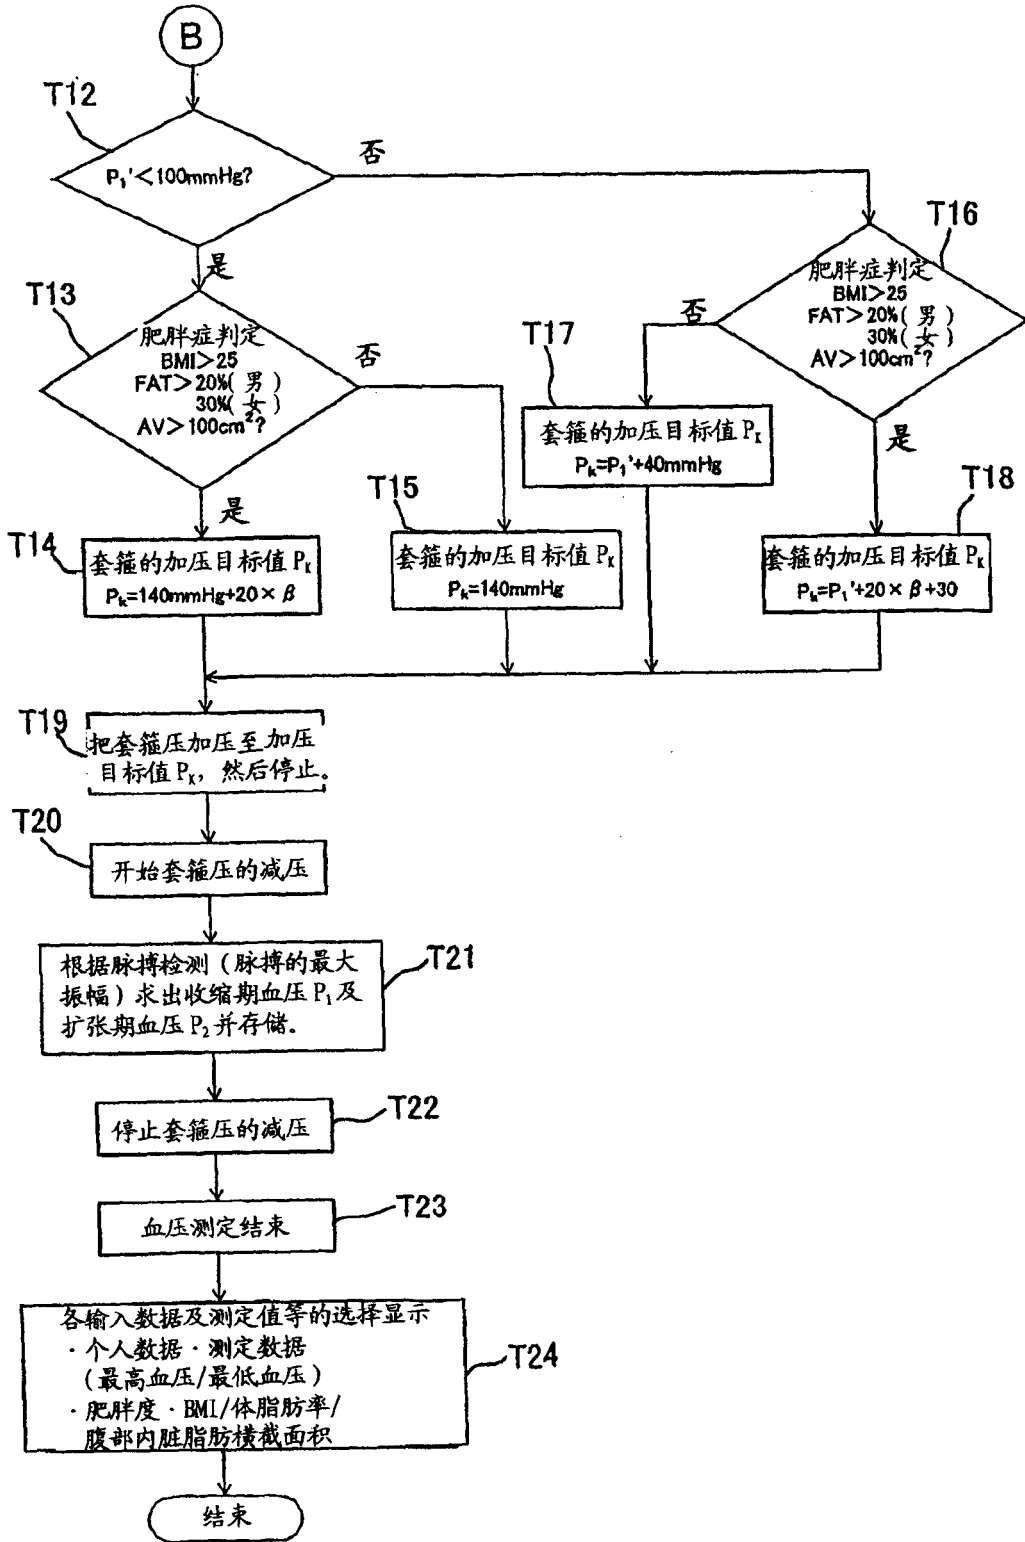 B
T12
P₁'<100mmHg?
否
是
T16
肥胖症判定
BMI>25
FAT>20%(男)
30%(女)
AV>100cm²?
否
是
T13
肥胖症判定
BMI>25
FAT>20%(男)
30%(女)
AV>100cm²?
否
是
T17
套箍的加压目标值 P_K
P_k=P₁'+40mmHg
T14
套箍的加压目标值 P_K
P_k=140mmHg+20×β
T15
套箍的加压目标值 P_K
P_k=140mmHg
T18
套箍的加压目标值 P_K
P_k=P₁'+20×β+30
T19
把套箍压加压至加压
目标值 P_K，然后停止。
T20
开始套箍压的减压
T21
根据脉搏检测（脉搏的最大
振幅）求出收缩期血压 P₁ 及
扩张期血压 P₂ 并存储。
T22
停止套箍压的减压
T23
血压测定结束
T24
各输入数据及测定值等的选择显示
·个人数据·测定数据
(最高血压/最低血压)
·肥胖度·BMI/体脂肪率/
腹部内脏脂肪横截面积
结束